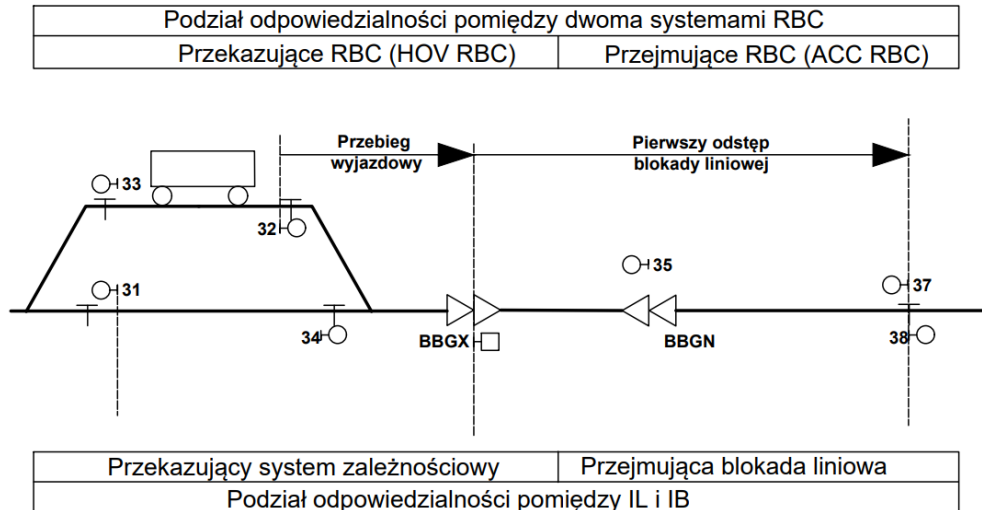 Podział odpowiedzialności pomiędzy dwoma systemami RBC
Przekazujące RBC (HOV RBC)
Przejmujące RBC (ACC RBC)
Przebieg
wyjazdowy
Pierwszy odstęp
blokady liniowej
33
32
35
31
37
34
BBGX
BBGN
38
Przekazujący system zależnościowy
Przejmująca blokada liniowa
Podział odpowiedzialności pomiędzy IL i IB